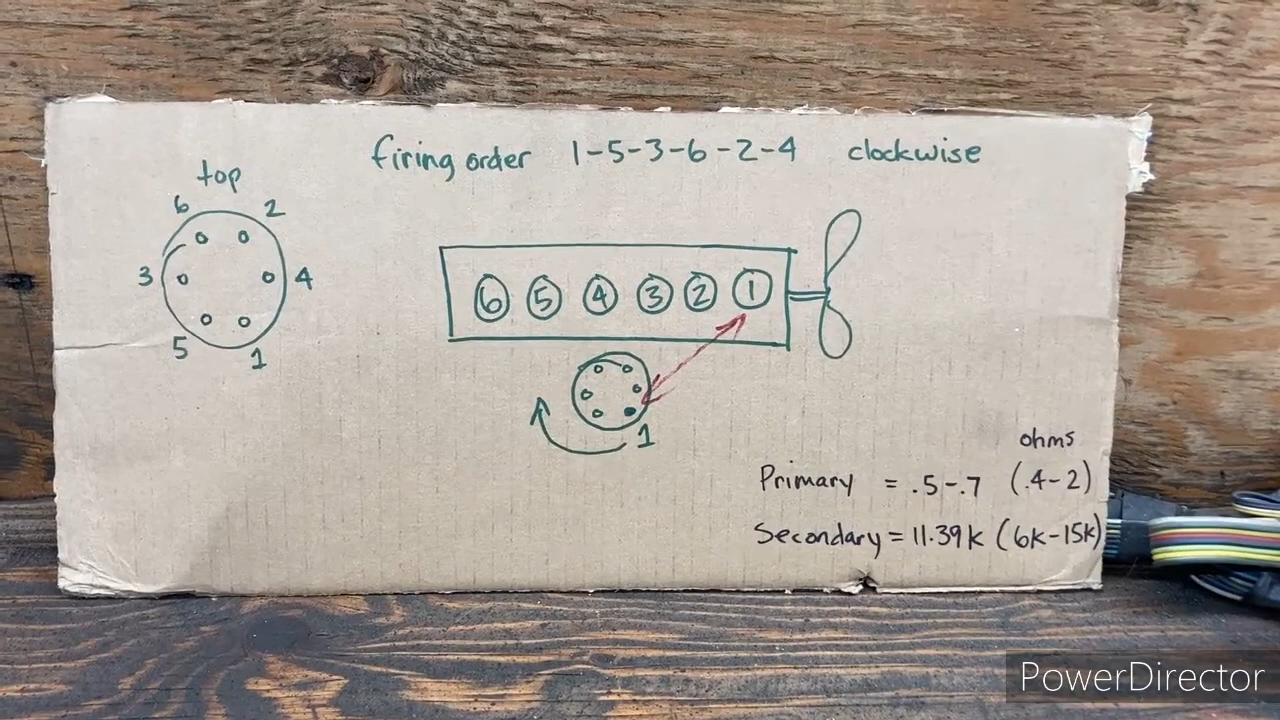 firing order 1-5-3-6-2-4 clockwise
top
6 2
3 4
5 1
6 5 4 3 2 1
1
ohms
Primary = .5-.7 (.4-2)
Secondary = 11.39K (6K-15K)
PowerDirector